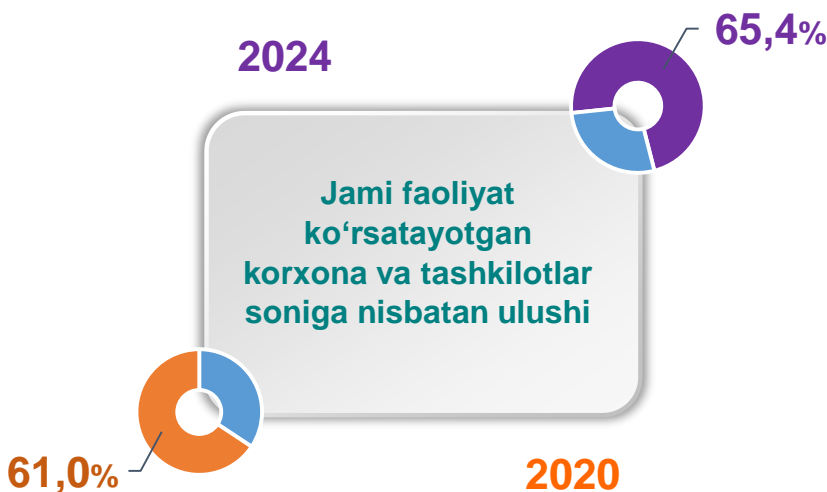 65,4%
2024
Jami faoliyat
ko‘rsatayotgan
korxona va tashkilotlar
soniga nisbatan ulushi
61,0%
2020